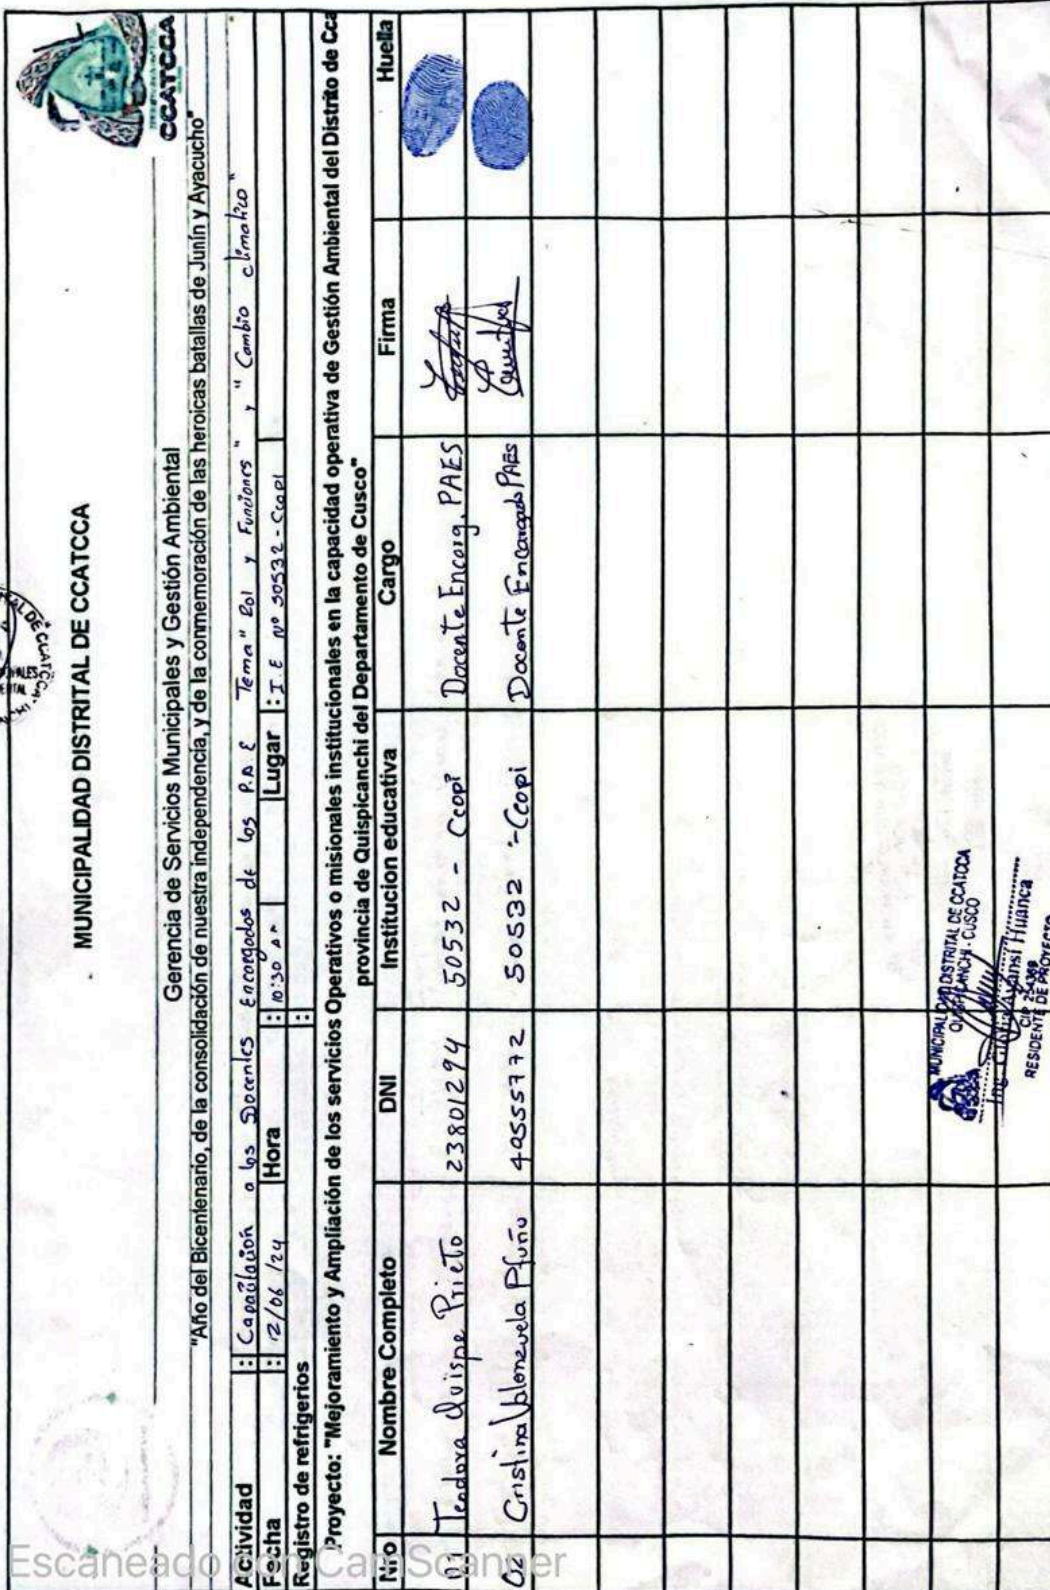 MUNICIPALIDAD DISTRITAL DE CCATCCA
CCATCCA
Gerencia de Servicios Municipales y Gestión Ambiental
"Año del Bicentenario, de la consolidación de nuestra independencia, y de la conmemoración de las heroicas batallas de Junín y Ayacucho"
Actividad : Capacitación a los Docentes Encargados de los P.A.E Tema " Rol y Funciones " , " Cambio climatico"
Fecha : 12/06/24 Hora : 10:30 Am Lugar : I.E Nº 50532 - Ccopi
Registro de refrigerios :
Proyecto: "Mejoramiento y Ampliación de los servicios Operativos o misionales institucionales en la capacidad operativa de Gestión Ambiental del Distrito de Cca
provincia de Quispicanchi del Departamento de Cusco"
Nro Nombre Completo DNI Institucion educativa Cargo Firma Huella
01 Teodora Quispe Prieto 23801294 50532 - Ccopi Docente Encarg. PAES
02 Cristina Valenzuela Pfuño 40555772 50532 - Ccopi Docente Encargada PAES
MUNICIPALIDAD DISTRITAL DE CCATCCA
QUISPICANCHI - CUSCO
Huanca
RESIDENTE DE PROYECTO
Escaneado con CamScanner